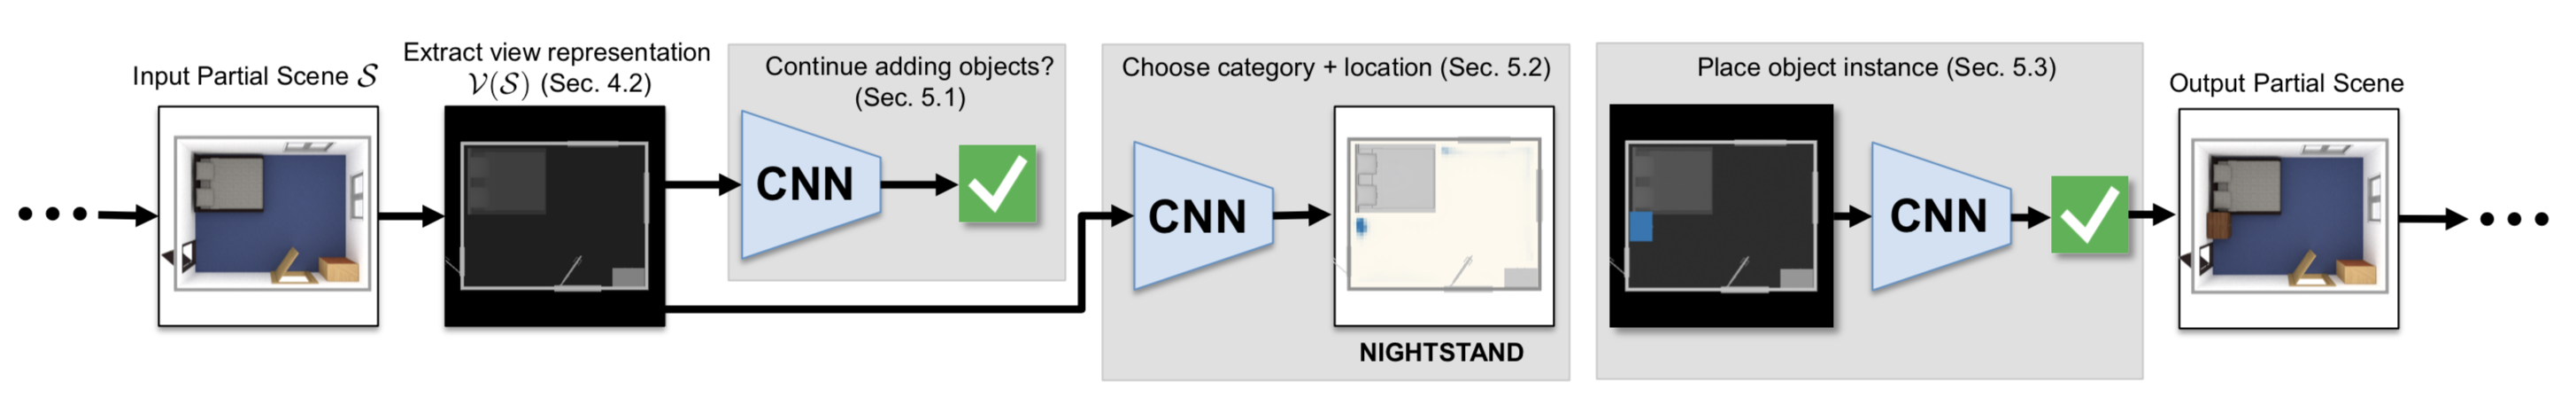 Input Partial Scene 𝒮
Extract view representation
𝒱(𝒮) (Sec. 4.2)
Continue adding objects?
(Sec. 5.1)
CNN
Choose category + location (Sec. 5.2)
CNN
NIGHTSTAND
Place object instance (Sec. 5.3)
CNN
Output Partial Scene